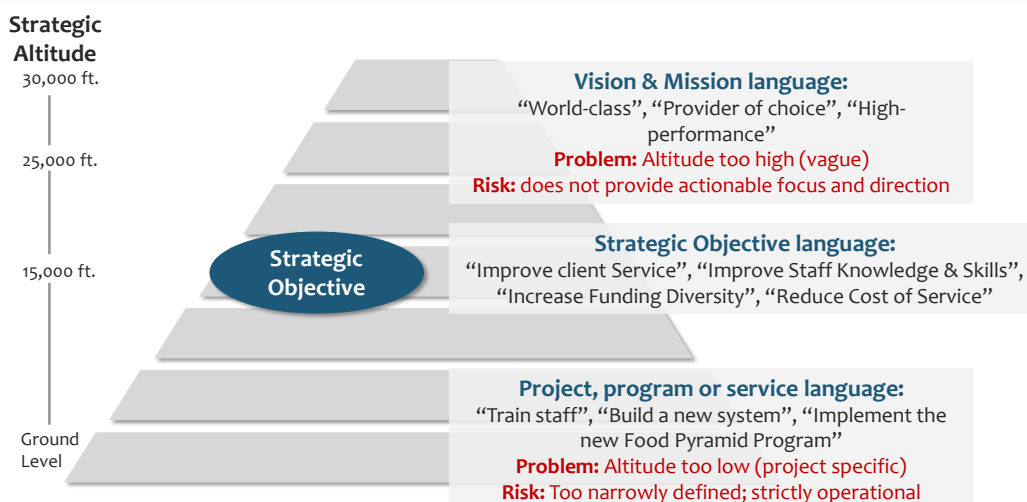 Strategic
Altitude
30,000 ft.
Vision & Mission language:
“World-class”, “Provider of choice”, “High-
performance”
Problem: Altitude too high (vague)
Risk: does not provide actionable focus and direction
25,000 ft.
15,000 ft.
Strategic
Objective
Strategic Objective language:
“Improve client Service”, “Improve Staff Knowledge & Skills”,
“Increase Funding Diversity”, “Reduce Cost of Service”
Project, program or service language:
“Train staff”, “Build a new system”, “Implement the
new Food Pyramid Program”
Problem: Altitude too low (project specific)
Risk: Too narrowly defined; strictly operational
Ground
Level